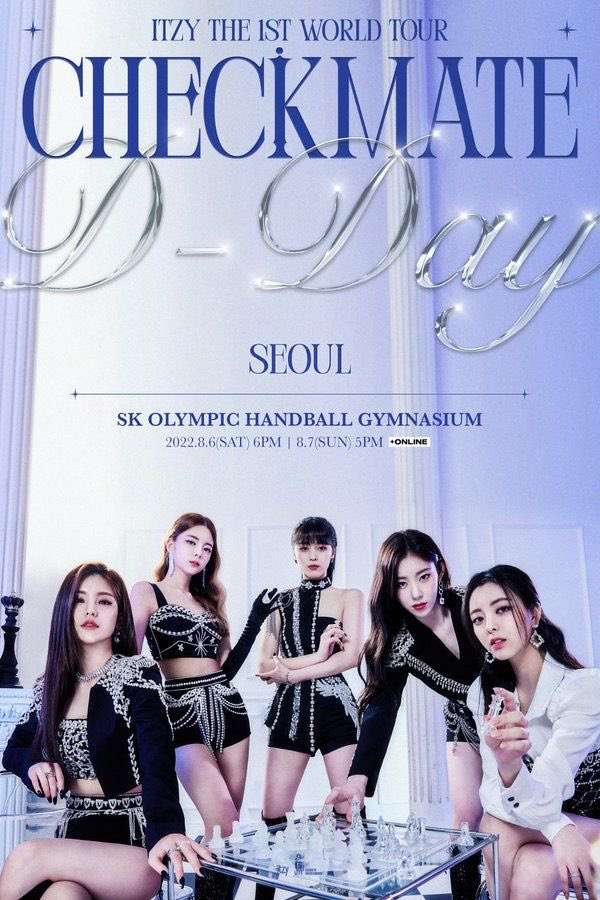 ITZY THE 1ST WORLD TOUR
CHECKMATE
D-Day
SEOUL
SK OLYMPIC HANDBALL GYMNASIUM
2022.8.6(SAT) 6PM | 8.7(SUN) 5PM +ONLINE